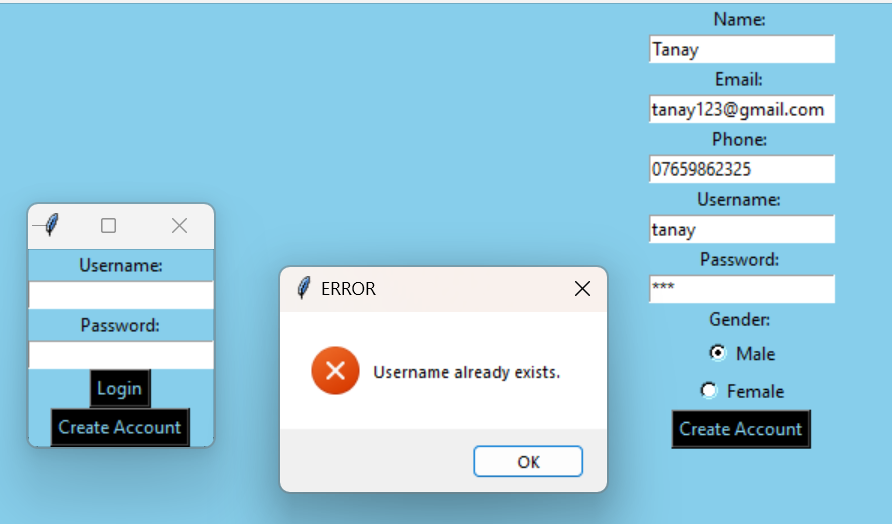 Username:
Password:
Login
Create Account
ERROR
Username already exists.
OK
Name:
Tanay
Email:
tanay123@gmail.com
Phone:
07659862325
Username:
tanay
Password:
***
Gender:
Male
Female
Create Account